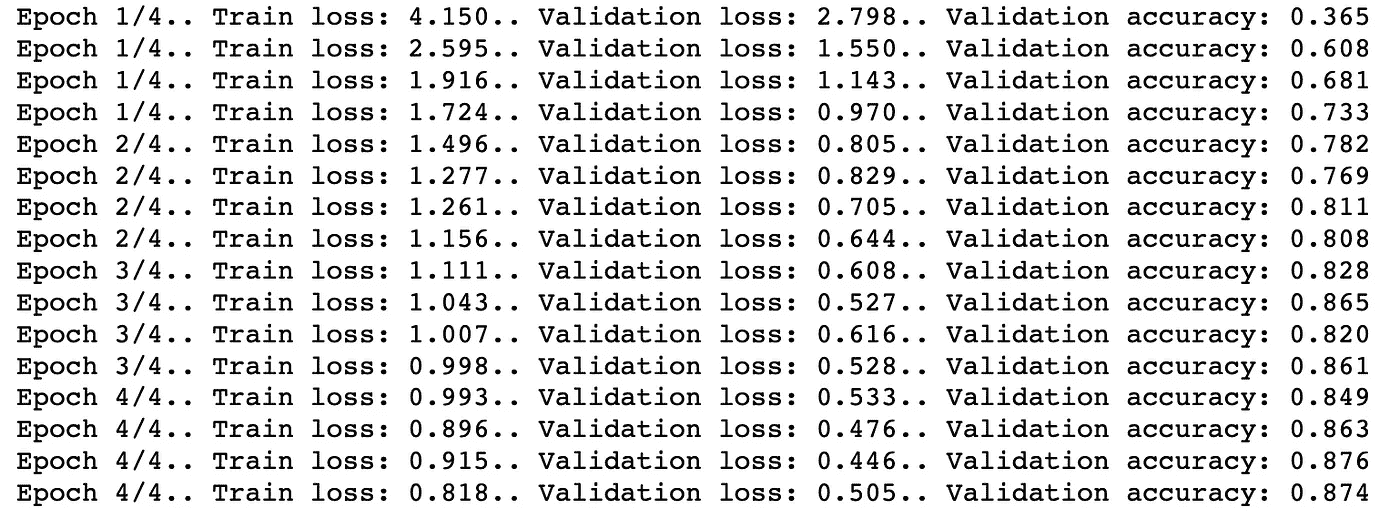 Epoch 1/4.. Train loss: 4.150.. Validation loss: 2.798.. Validation accuracy: 0.365
Epoch 1/4.. Train loss: 2.595.. Validation loss: 1.550.. Validation accuracy: 0.608
Epoch 1/4.. Train loss: 1.916.. Validation loss: 1.143.. Validation accuracy: 0.681
Epoch 1/4.. Train loss: 1.724.. Validation loss: 0.970.. Validation accuracy: 0.733
Epoch 2/4.. Train loss: 1.496.. Validation loss: 0.805.. Validation accuracy: 0.782
Epoch 2/4.. Train loss: 1.277.. Validation loss: 0.829.. Validation accuracy: 0.769
Epoch 2/4.. Train loss: 1.261.. Validation loss: 0.705.. Validation accuracy: 0.811
Epoch 2/4.. Train loss: 1.156.. Validation loss: 0.644.. Validation accuracy: 0.808
Epoch 3/4.. Train loss: 1.111.. Validation loss: 0.608.. Validation accuracy: 0.828
Epoch 3/4.. Train loss: 1.043.. Validation loss: 0.527.. Validation accuracy: 0.865
Epoch 3/4.. Train loss: 1.007.. Validation loss: 0.616.. Validation accuracy: 0.820
Epoch 3/4.. Train loss: 0.998.. Validation loss: 0.528.. Validation accuracy: 0.861
Epoch 4/4.. Train loss: 0.993.. Validation loss: 0.533.. Validation accuracy: 0.849
Epoch 4/4.. Train loss: 0.896.. Validation loss: 0.476.. Validation accuracy: 0.863
Epoch 4/4.. Train loss: 0.915.. Validation loss: 0.446.. Validation accuracy: 0.876
Epoch 4/4.. Train loss: 0.818.. Validation loss: 0.505.. Validation accuracy: 0.874